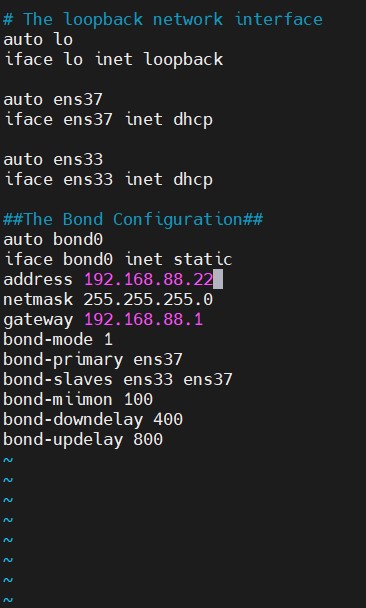 # The loopback network interface
auto lo
iface lo inet loopback
auto ens37
iface ens37 inet dhcp
auto ens33
iface ens33 inet dhcp
##The Bond Configuration##
auto bond0
iface bond0 inet static
address 192.168.88.22
netmask 255.255.255.0
gateway 192.168.88.1
bond-mode 1
bond-primary ens37
bond-slaves ens33 ens37
bond-miimon 100
bond-downdelay 400
bond-updelay 800
~
~
~
~
~
~
~
~